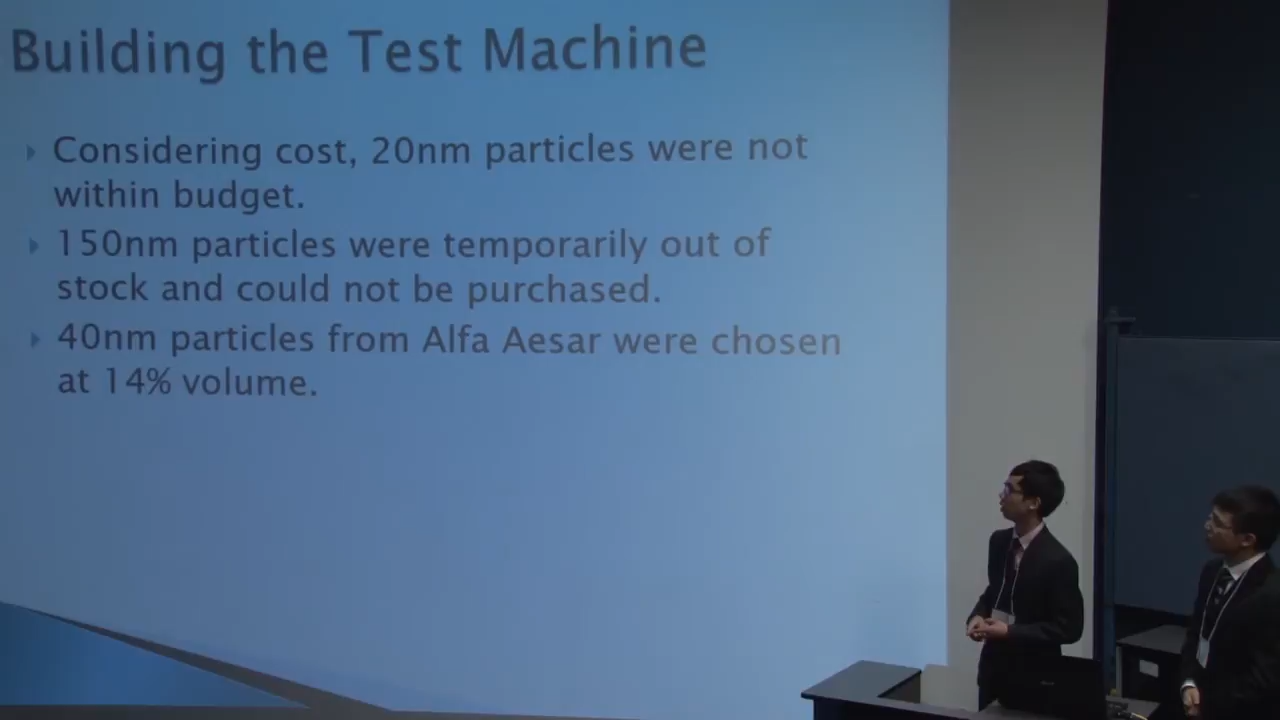 Building the Test Machine
Considering cost, 20nm particles were not
within budget.
150nm particles were temporarily out of
stock and could not be purchased.
40nm particles from Alfa Aesar were chosen
at 14% volume.